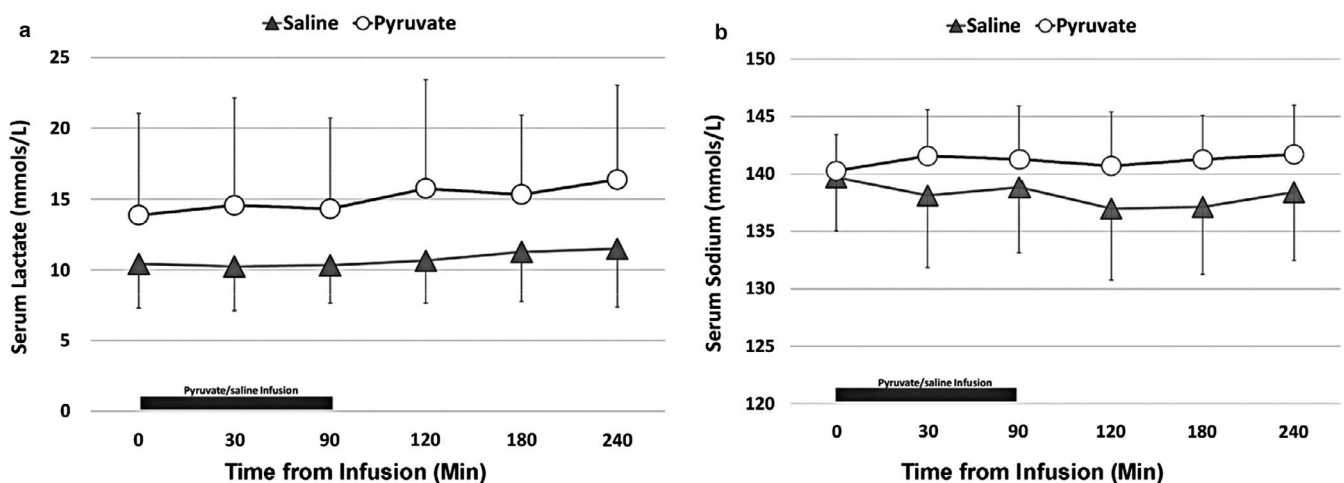 a
Saline Pyruvate
25
20
15
10
5
0
Serum Lactate (mmols/L)
Pyruvate/saline Infusion
0 30 90 120 180 240
Time from Infusion (Min)
b
Saline Pyruvate
150
145
140
135
130
125
120
Serum Sodium (mmols/L)
Pyruvate/saline Infusion
0 30 90 120 180 240
Time from Infusion (Min)